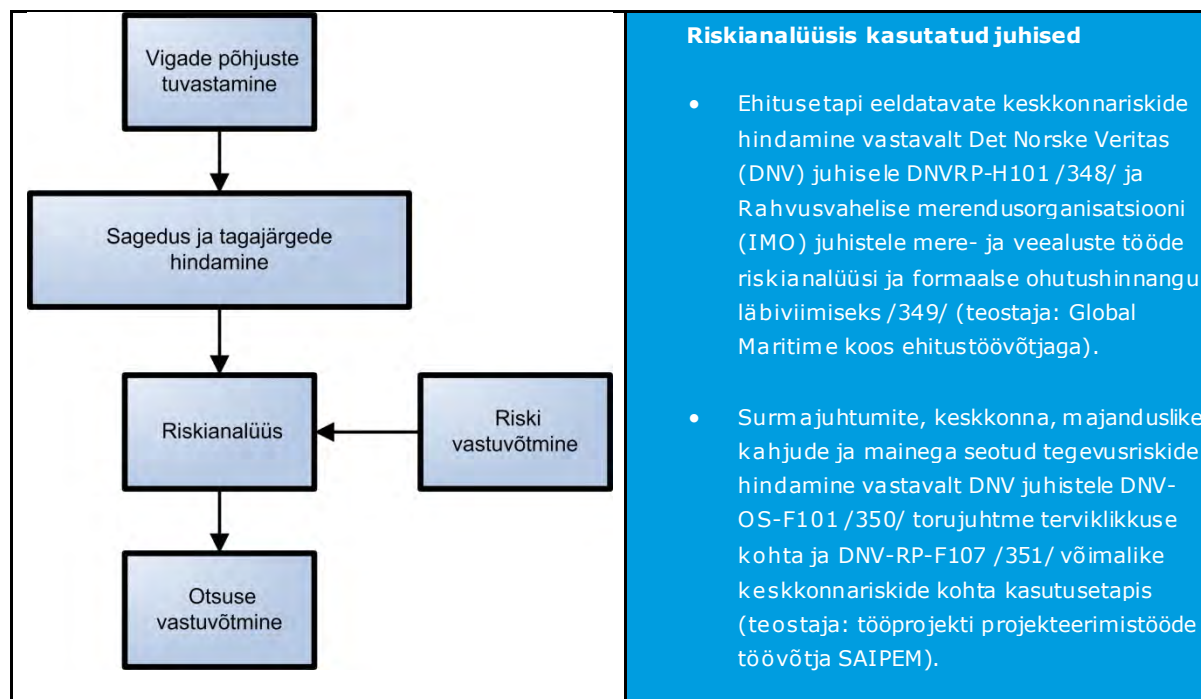 Vigade põhjuste
tuvastamine
Sagedus ja tagajärgede
hindamine
Riskianalüüs
Riski
vastuvõtmine
Otsuse
vastuvõtmine
Riskianalüüsis kasutatud juhised
• Ehitusetapi eeldatavate keskkonnariskide
hindamine vastavalt Det Norske Veritas
(DNV) juhisele DNVRP-H101 /348/ ja
Rahvusvahelise merendusorganisatsiooni
(IMO) juhistele mere- ja veealuste tööde
riskianalüüsi ja formaalse ohutushinnangu
läbiviimiseks /349/ (teostaja: Global
Maritime koos ehitustöövõtjaga).
• Surmajuhtumite, keskkonna, majanduslike
kahjude ja mainega seotud tegevusriskide
hindamine vastavalt DNV juhistele DNV-
OS-F101 /350/ torujuhtme terviklikkuse
kohta ja DNV-RP-F107 /351/ võimalike
keskkonnariskide kohta kasutusetapis
(teostaja: tööprojekti projekteerimistööde
töövõtja SAIPEM).